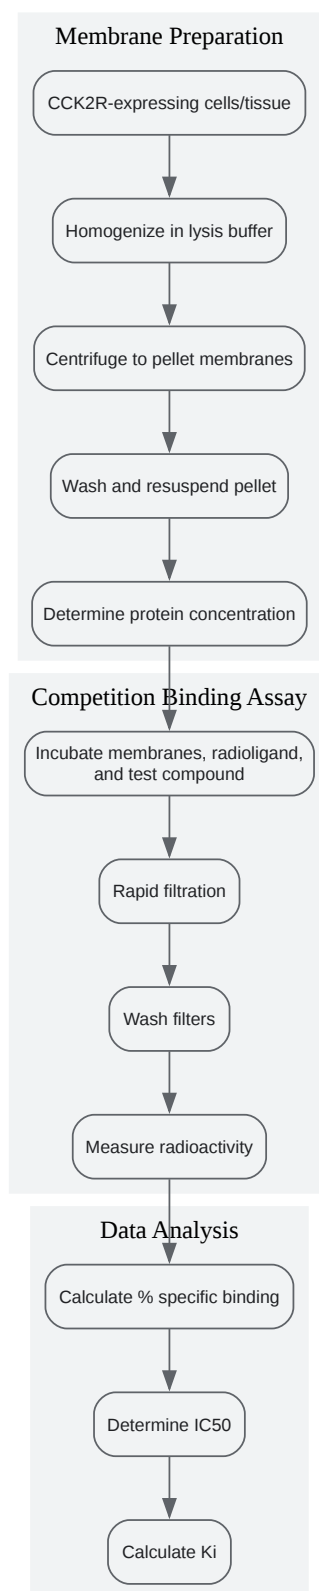 Membrane Preparation
CCK2R-expressing cells/tissue
Homogenize in lysis buffer
Centrifuge to pellet membranes
Wash and resuspend pellet
Determine protein concentration
Competition Binding Assay
Incubate membranes, radioligand,
and test compound
Rapid filtration
Wash filters
Measure radioactivity
Data Analysis
Calculate % specific binding
Determine IC50
Calculate Ki